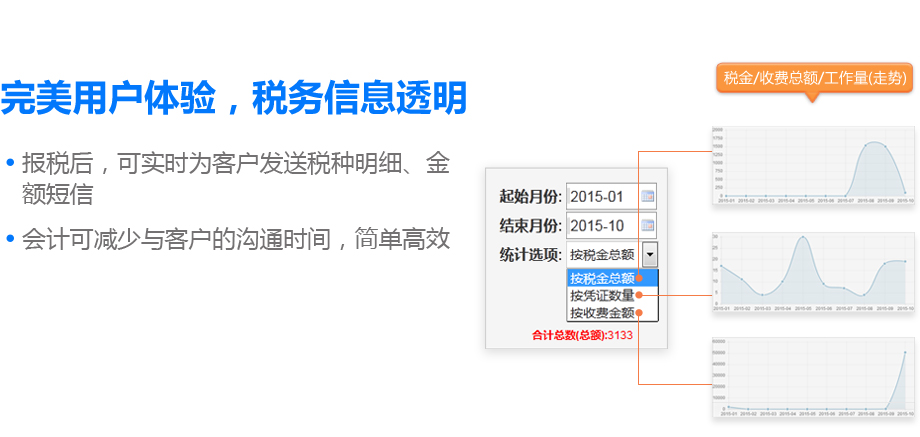 完美用户体验，税务信息透明
报税后，可实时为客户发送税种明细、金
额短信
会计可减少与客户的沟通时间，简单高效
起始月份: 2015-01
结束月份: 2015-10
统计选项: 按税金总额
按税金总额
按凭证数量
按收费金额
合计总数(总额):3133
税金/收费总额/工作量(走势)
2000
1750
1500
1250
1000
750
500
250
0
2015-01 2015-02 2015-03 2015-04 2015-05 2015-06 2015-07 2015-08 2015-09 2015-10
30
25
20
15
10
5
0
2015-01 2015-02 2015-03 2015-04 2015-05 2015-06 2015-07 2015-08 2015-09 2015-10
60000
50000
40000
30000
20000
10000
0
2015-01 2015-02 2015-03 2015-04 2015-05 2015-06 2015-07 2015-08 2015-09 2015-10